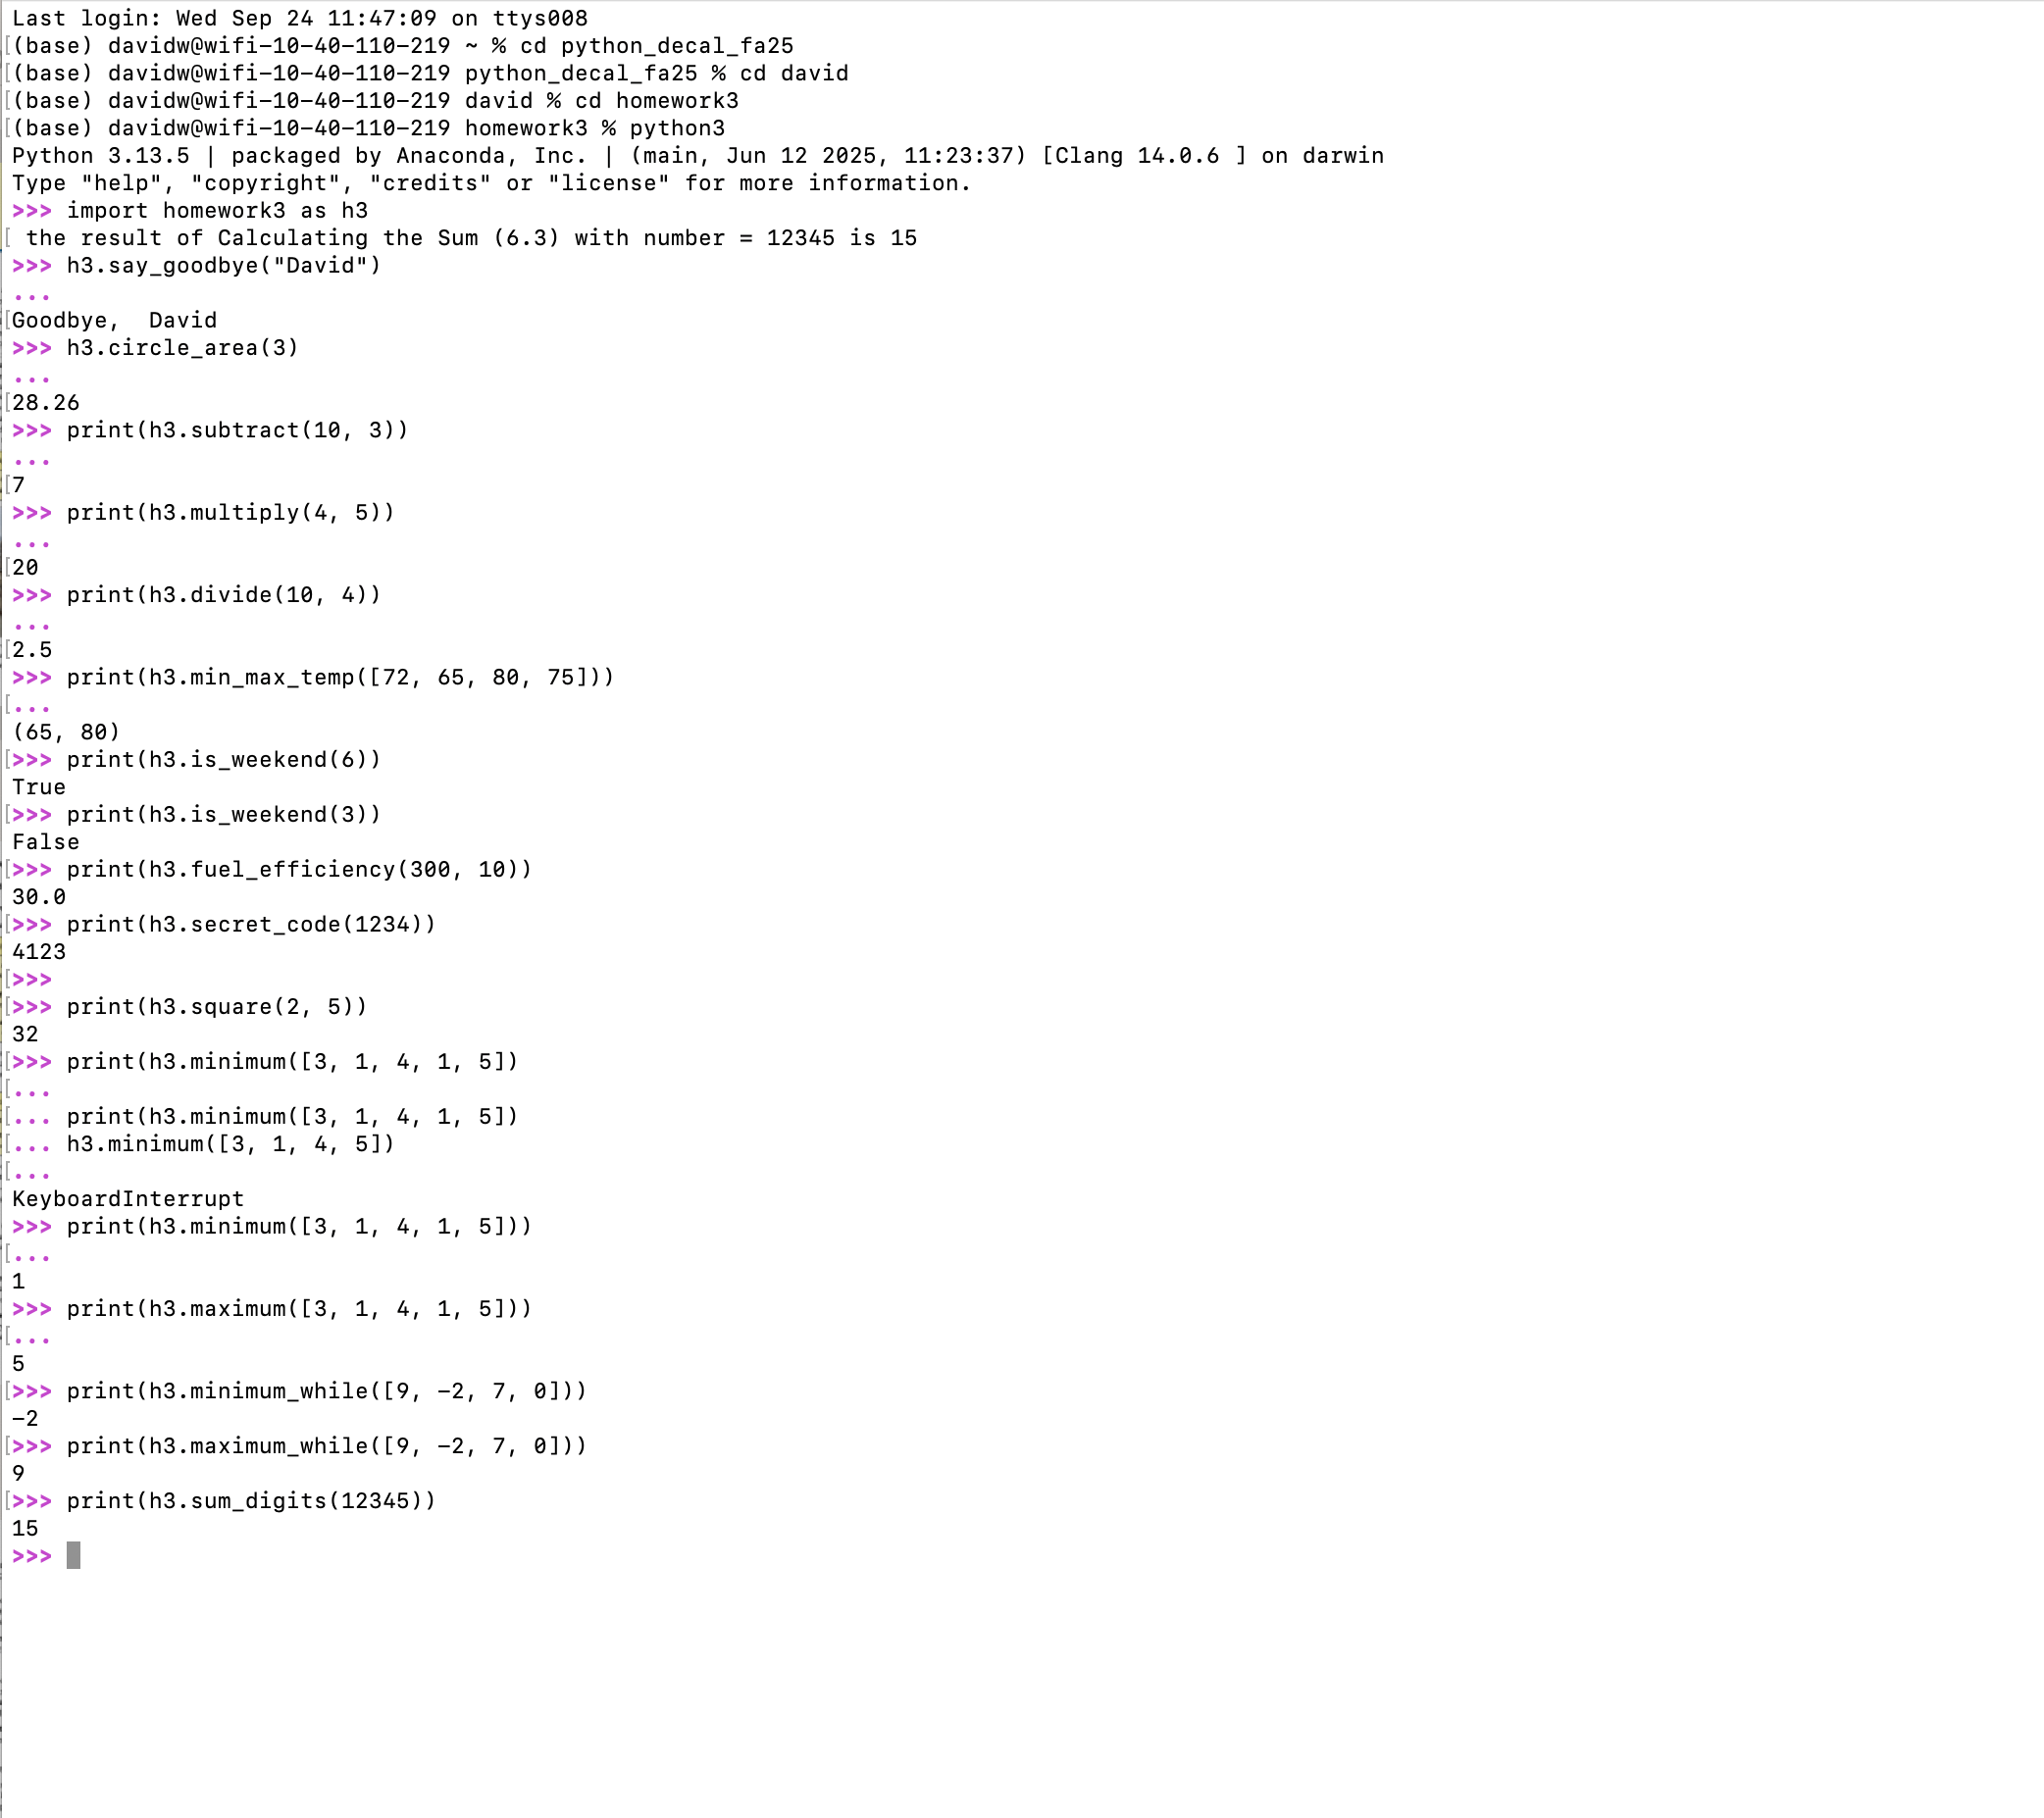 Last login: Wed Sep 24 11:47:09 on ttys008
[(base) davidw@wifi-10-40-110-219 ~ % cd python_decal_fa25
[(base) davidw@wifi-10-40-110-219 python_decal_fa25 % cd david
[(base) davidw@wifi-10-40-110-219 david % cd homework3
[(base) davidw@wifi-10-40-110-219 homework3 % python3
Python 3.13.5 | packaged by Anaconda, Inc. | (main, Jun 12 2025, 11:23:37) [Clang 14.0.6 ] on darwin
Type "help", "copyright", "credits" or "license" for more information.
>>> import homework3 as h3
[ the result of Calculating the Sum (6.3) with number = 12345 is 15
>>> h3.say_goodbye("David")
...
[Goodbye,  David
>>> h3.circle_area(3)
...
[28.26
>>> print(h3.subtract(10, 3))
...
[7
>>> print(h3.multiply(4, 5))
...
[20
>>> print(h3.divide(10, 4))
...
[2.5
>>> print(h3.min_max_temp([72, 65, 80, 75]))
[...
(65, 80)
[>>> print(h3.is_weekend(6))
True
[>>> print(h3.is_weekend(3))
False
[>>> print(h3.fuel_efficiency(300, 10))
30.0
[>>> print(h3.secret_code(1234))
4123
[>>>
[>>> print(h3.square(2, 5))
32
[>>> print(h3.minimum([3, 1, 4, 1, 5])
[...
[... print(h3.minimum([3, 1, 4, 1, 5])
[... h3.minimum([3, 1, 4, 5])
[...
KeyboardInterrupt
>>> print(h3.minimum([3, 1, 4, 1, 5]))
[...
1
>>> print(h3.maximum([3, 1, 4, 1, 5]))
[...
5
[>>> print(h3.minimum_while([9, -2, 7, 0]))
-2
[>>> print(h3.maximum_while([9, -2, 7, 0]))
9
[>>> print(h3.sum_digits(12345))
15
>>>